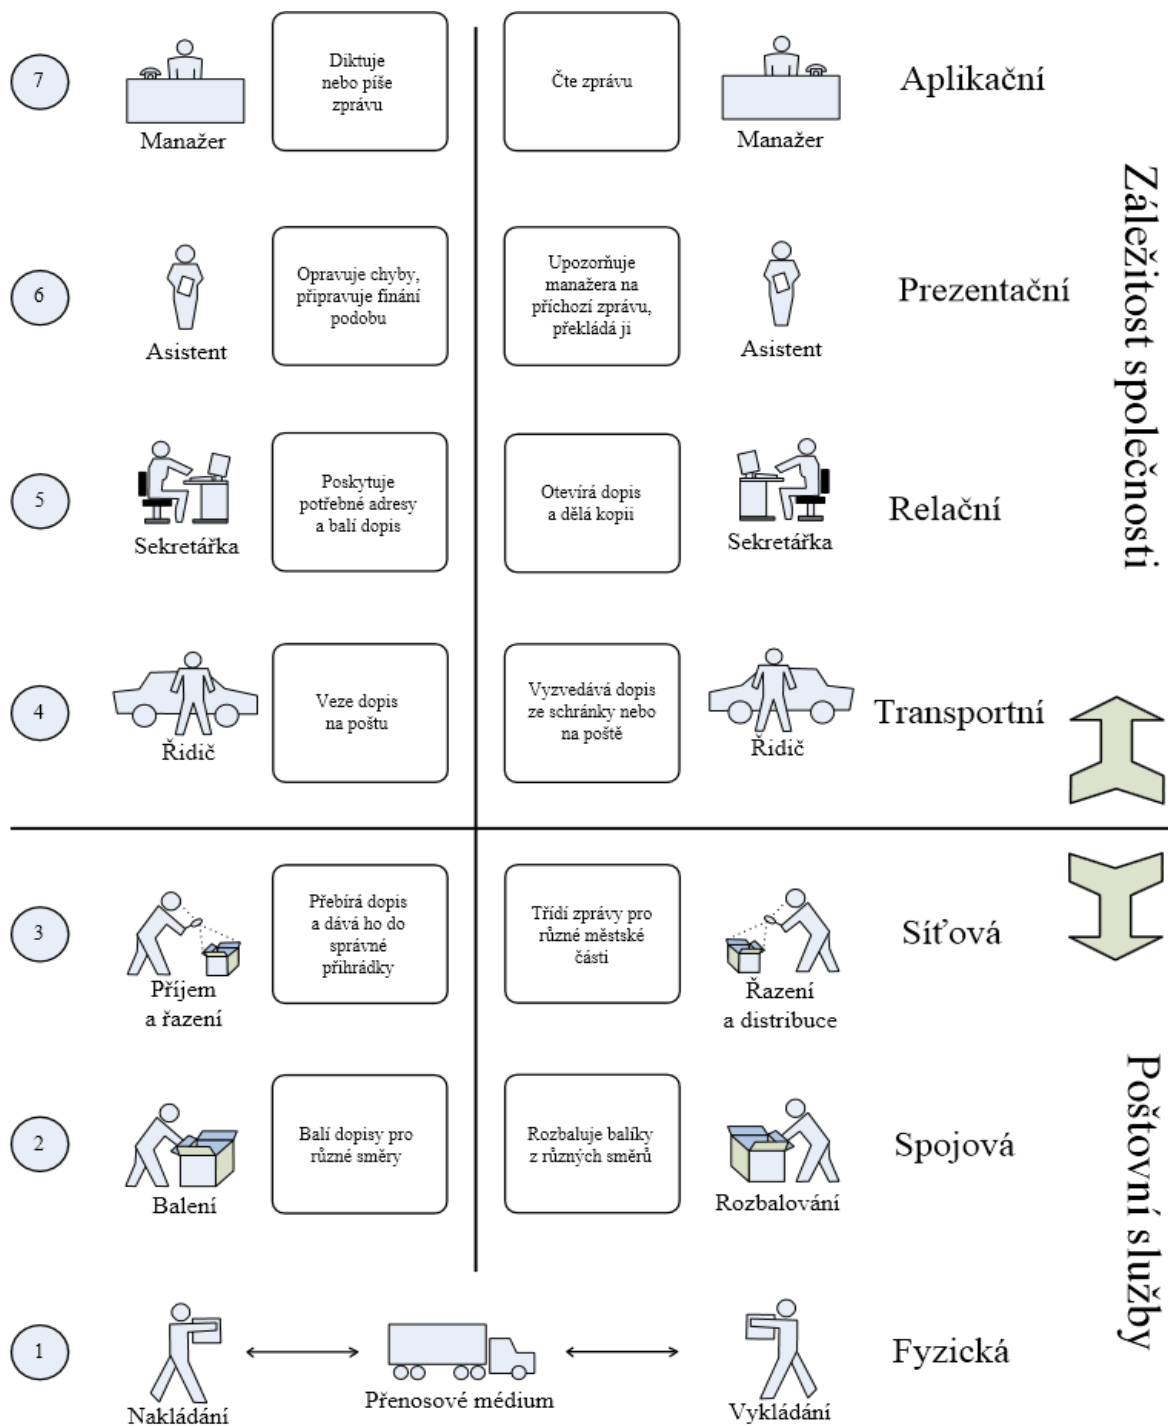 7
Manažer
Diktuje
nebo píše
zprávu
Čte zprávu
Manažer
Aplikační
6
Asistent
Opravuje chyby,
připravuje fínání
podobu
Upozorňuje
manažera na
příchozí zprávu,
překládá ji
Asistent
Prezentační
5
Sekretářka
Poskytuje
potřebné adresy
a balí dopis
Otevírá dopis
a dělá kopii
Sekretářka
Relační
4
Řidič
Veze dopis
na poštu
Vyzvedává dopis
ze schránky nebo
na poště
Řidič
Transportní
Záležitost společnosti
3
Příjem
a řazení
Přebírá dopis
a dává ho do
správné
přihrádky
Třídí zprávy pro
různé městské
části
Řazení
a distribuce
Síťová
2
Balení
Balí dopisy pro
různé směry
Rozbaluje balíky
z různých směrů
Rozbalování
Spojová
1
Nakládání
Přenosové médium
Vykládání
Fyzická
Poštovní služby